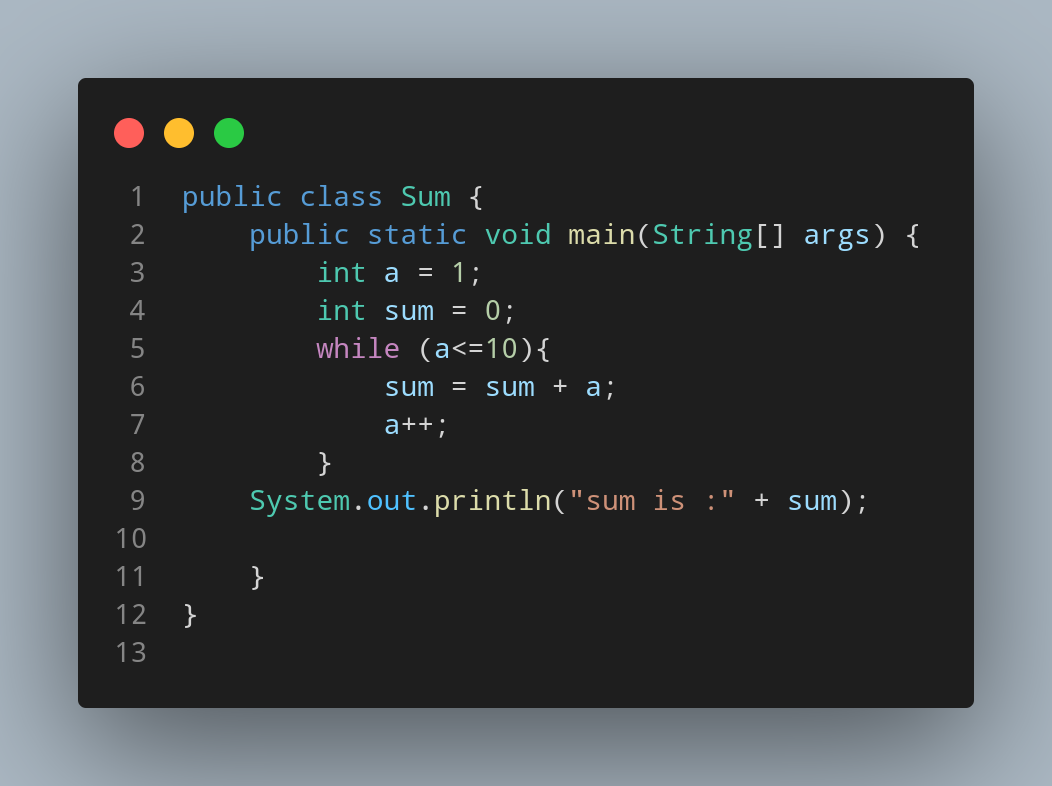 1 public class Sum {
2     public static void main(String[] args) {
3         int a = 1;
4         int sum = 0;
5         while (a<=10){
6             sum = sum + a;
7             a++;
8         }
9     System.out.println("sum is :" + sum);
10
11     }
12 }
13